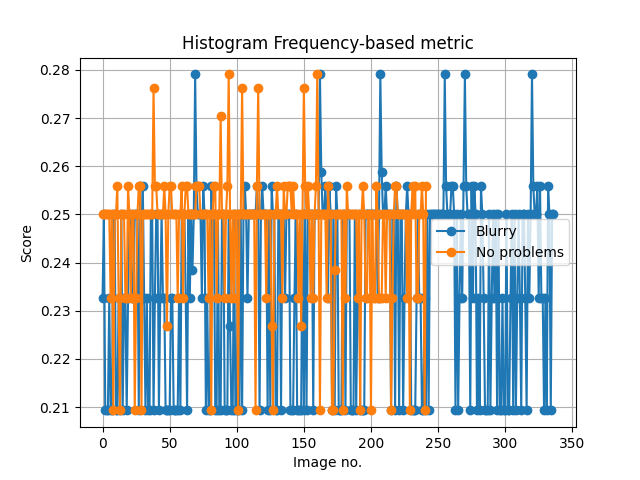 Histogram Frequency-based metric
0.28
0.27
0.26
0.25
0.24
0.23
0.22
0.21
Score
Blurry
No problems
0 50 100 150 200 250 300 350
Image no.